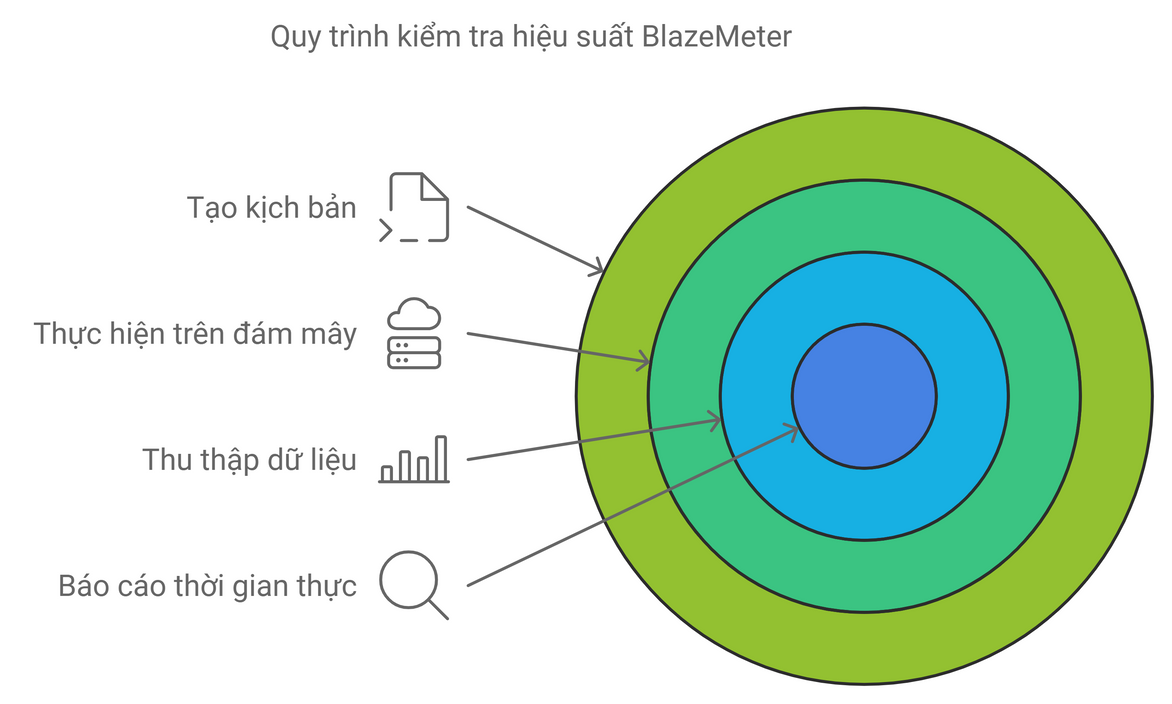 Quy trình kiểm tra hiệu suất BlazeMeter
Tạo kịch bản
Thực hiện trên đám mây
Thu thập dữ liệu
Báo cáo thời gian thực